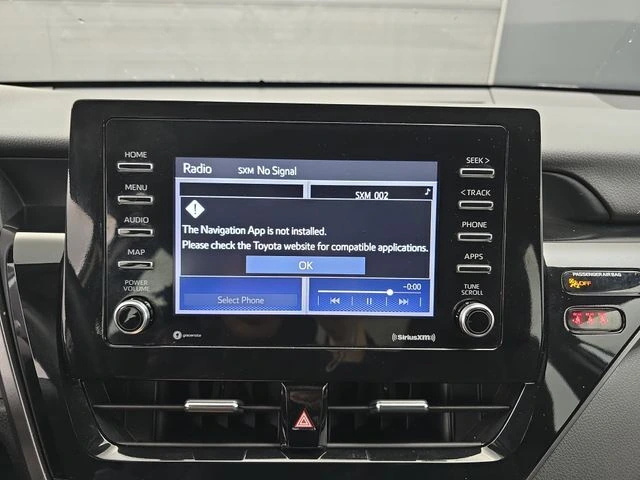 HOME
MENU
AUDIO
MAP
POWER
VOLUME
Radio SXM No Signal
SXM 002
The Navigation App is not installed.
Please check the Toyota website for compatible applications.
OK
Select Phone
-0:00
gracenote
SiriusXM
SEEK >
< TRACK
PHONE
APPS
TUNE
SCROLL
PASSENGER AIR BAG
OFF